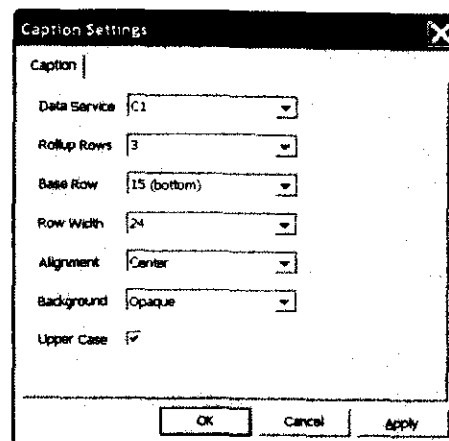 Caption Settings
Caption
Data Service C1
Rollup Rows 3
Base Row 15 (bottom)
Row Width 24
Alignment Center
Background Opaque
Upper Case
OK Cancel Apply